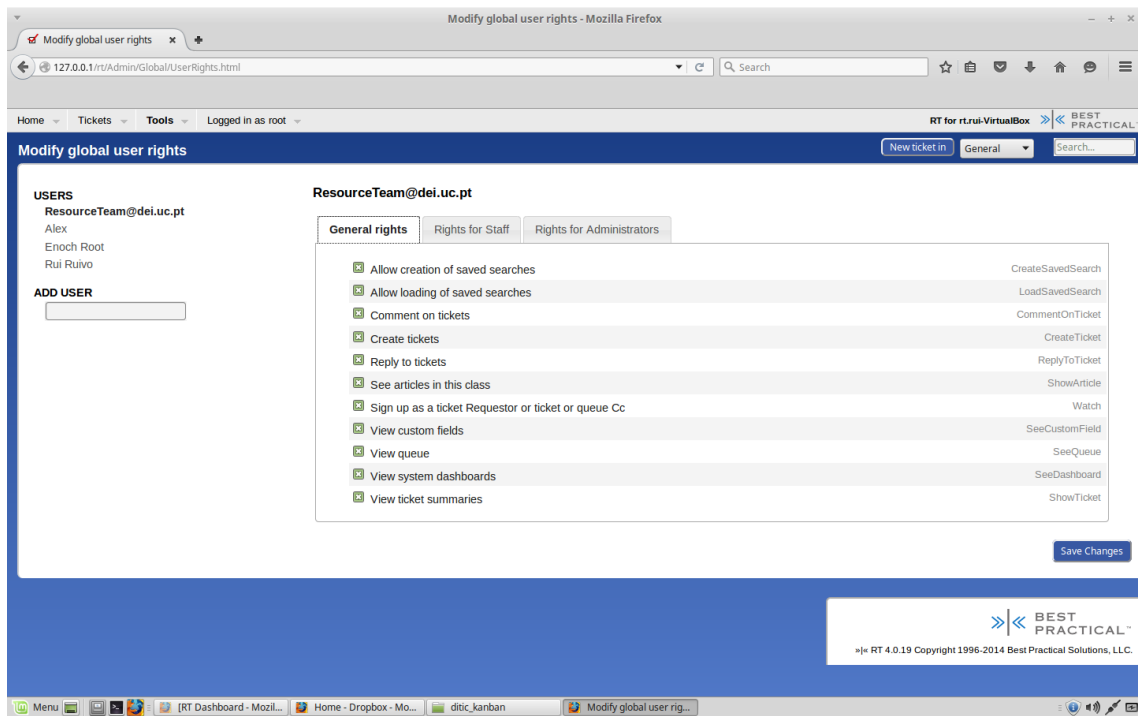 Modify global user rights - Mozilla Firefox
Modify global user rights
127.0.0.1/rt/Admin/Global/UserRights.html
Search
Home Tickets Tools Logged in as root
RT for rt.rui-VirtualBox
BEST PRACTICAL
Modify global user rights
New ticket in
General
Search...
USERS
ResourceTeam@dei.uc.pt
Alex
Enoch Root
Rui Ruivo
ADD USER
ResourceTeam@dei.uc.pt
General rights
Rights for Staff
Rights for Administrators
Allow creation of saved searches CreateSavedSearch
Allow loading of saved searches LoadSavedSearch
Comment on tickets CommentOnTicket
Create tickets CreateTicket
Reply to tickets ReplyToTicket
See articles in this class ShowArticle
Sign up as a ticket Requestor or ticket or queue Cc Watch
View custom fields SeeCustomField
View queue SeeQueue
View system dashboards SeeDashboard
View ticket summaries ShowTicket
Save Changes
BEST PRACTICAL™
»|« RT 4.0.19 Copyright 1996-2014 Best Practical Solutions, LLC.
Menu
[RT Dashboard - Mozil...
Home - Dropbox - Mo...
ditic_kanban
Modify global user rig...